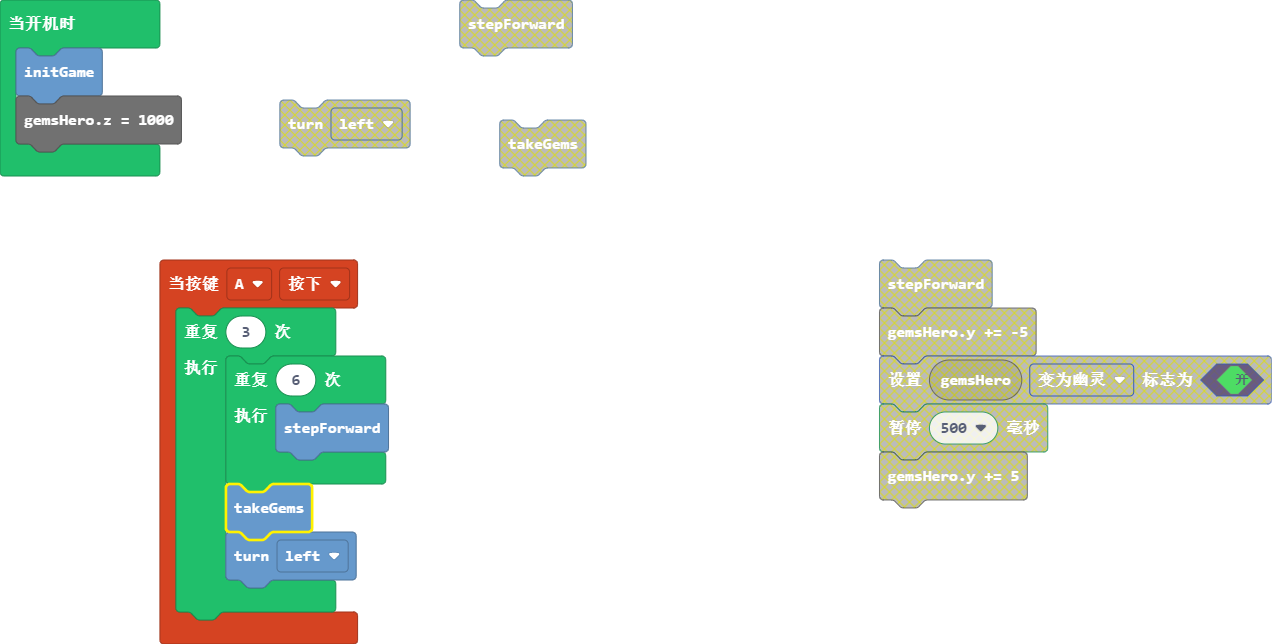 当开机时
initGame
gemsHero.z = 1000
stepForward
turn left
takeGems
当按键 A 按下
重复 3 次
执行
重复 6 次
执行
stepForward
takeGems
turn left
stepForward
gemsHero.y += -5
设置 gemsHero 变为幽灵 标志为 开
暂停 500 毫秒
gemsHero.y += 5